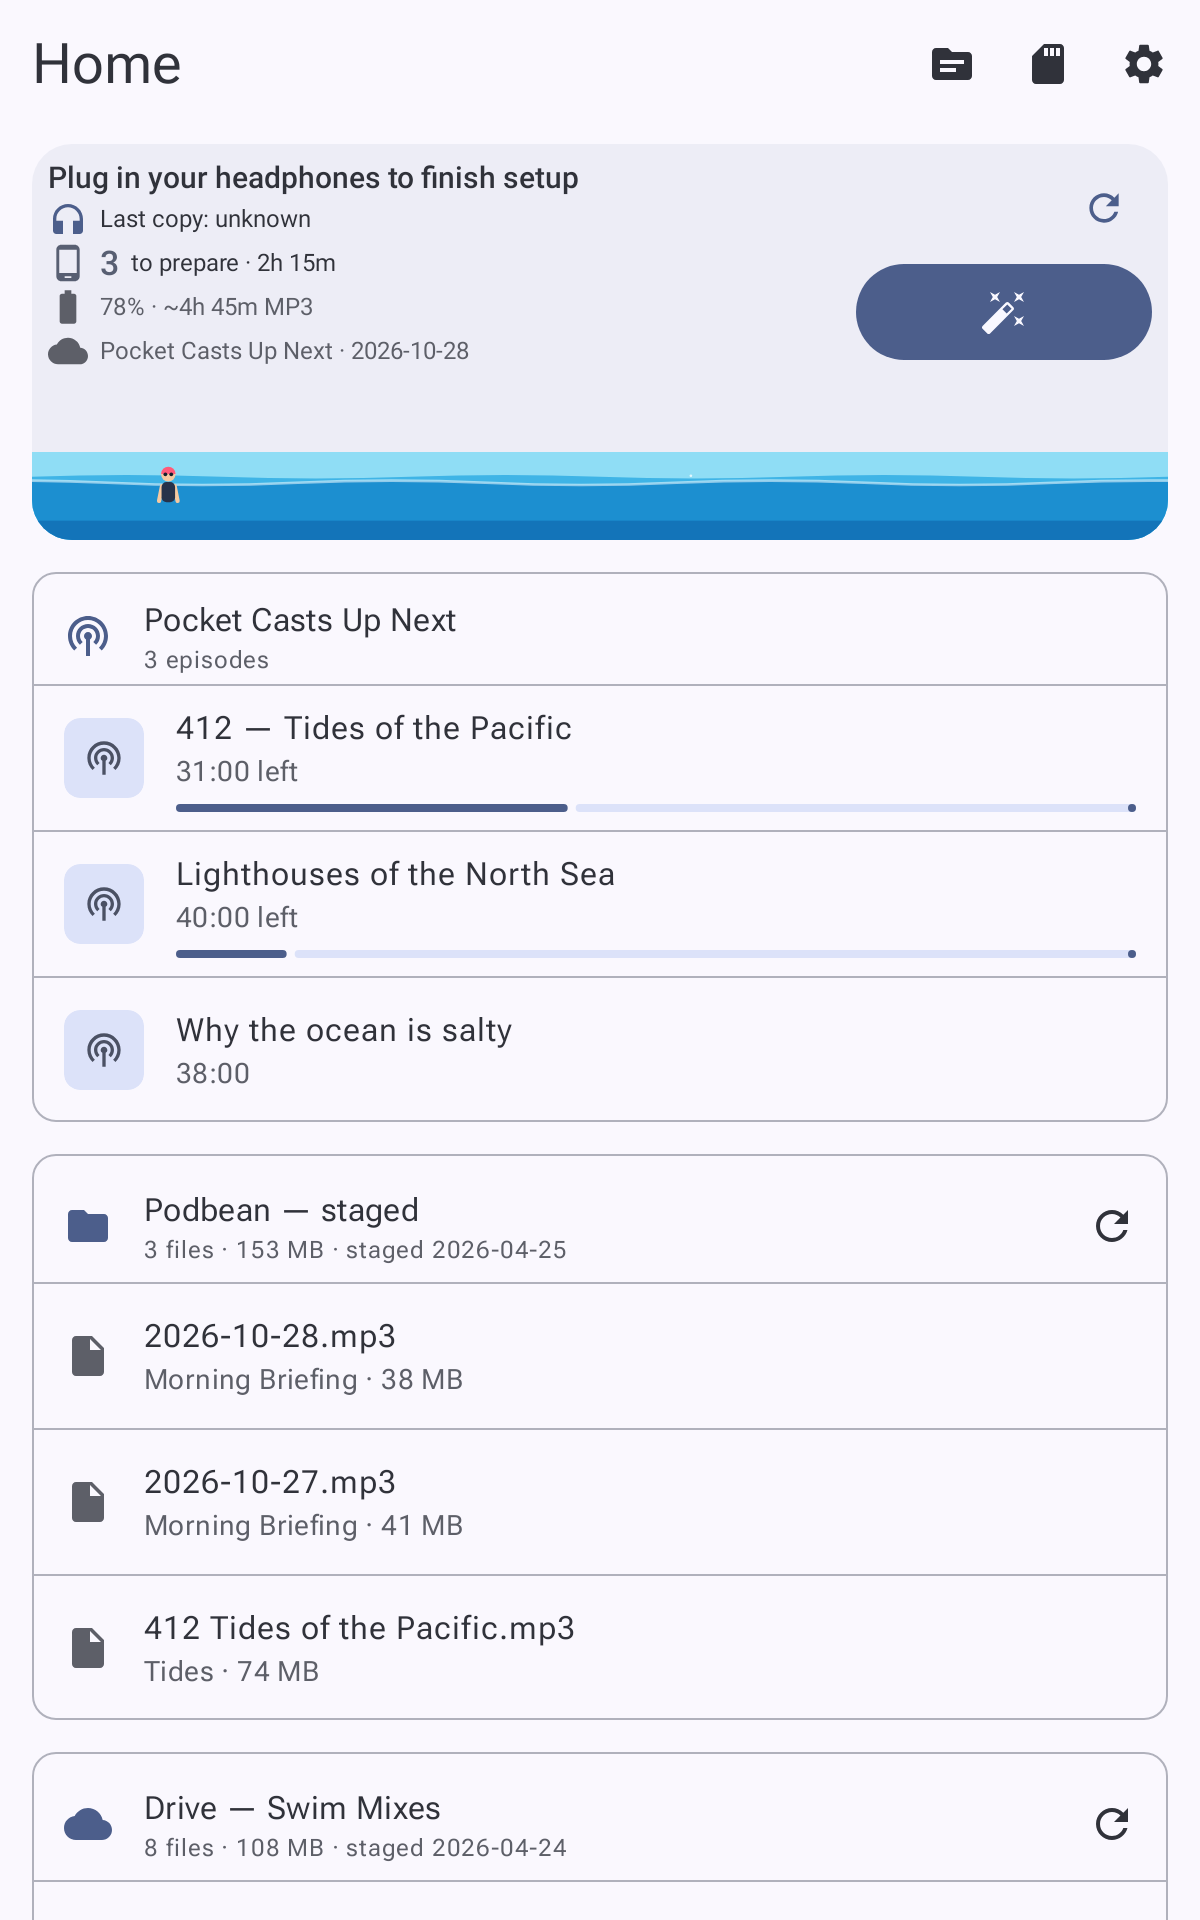 Home
Plug in your headphones to finish setup
Last copy: unknown
3 to prepare · 2h 15m
78% · ~4h 45m MP3
Pocket Casts Up Next · 2026-10-28
Pocket Casts Up Next
3 episodes
412 — Tides of the Pacific
31:00 left
Lighthouses of the North Sea
40:00 left
Why the ocean is salty
38:00
Podbean — staged
3 files · 153 MB · staged 2026-04-25
2026-10-28.mp3
Morning Briefing · 38 MB
2026-10-27.mp3
Morning Briefing · 41 MB
412 Tides of the Pacific.mp3
Tides · 74 MB
Drive — Swim Mixes
8 files · 108 MB · staged 2026-04-24